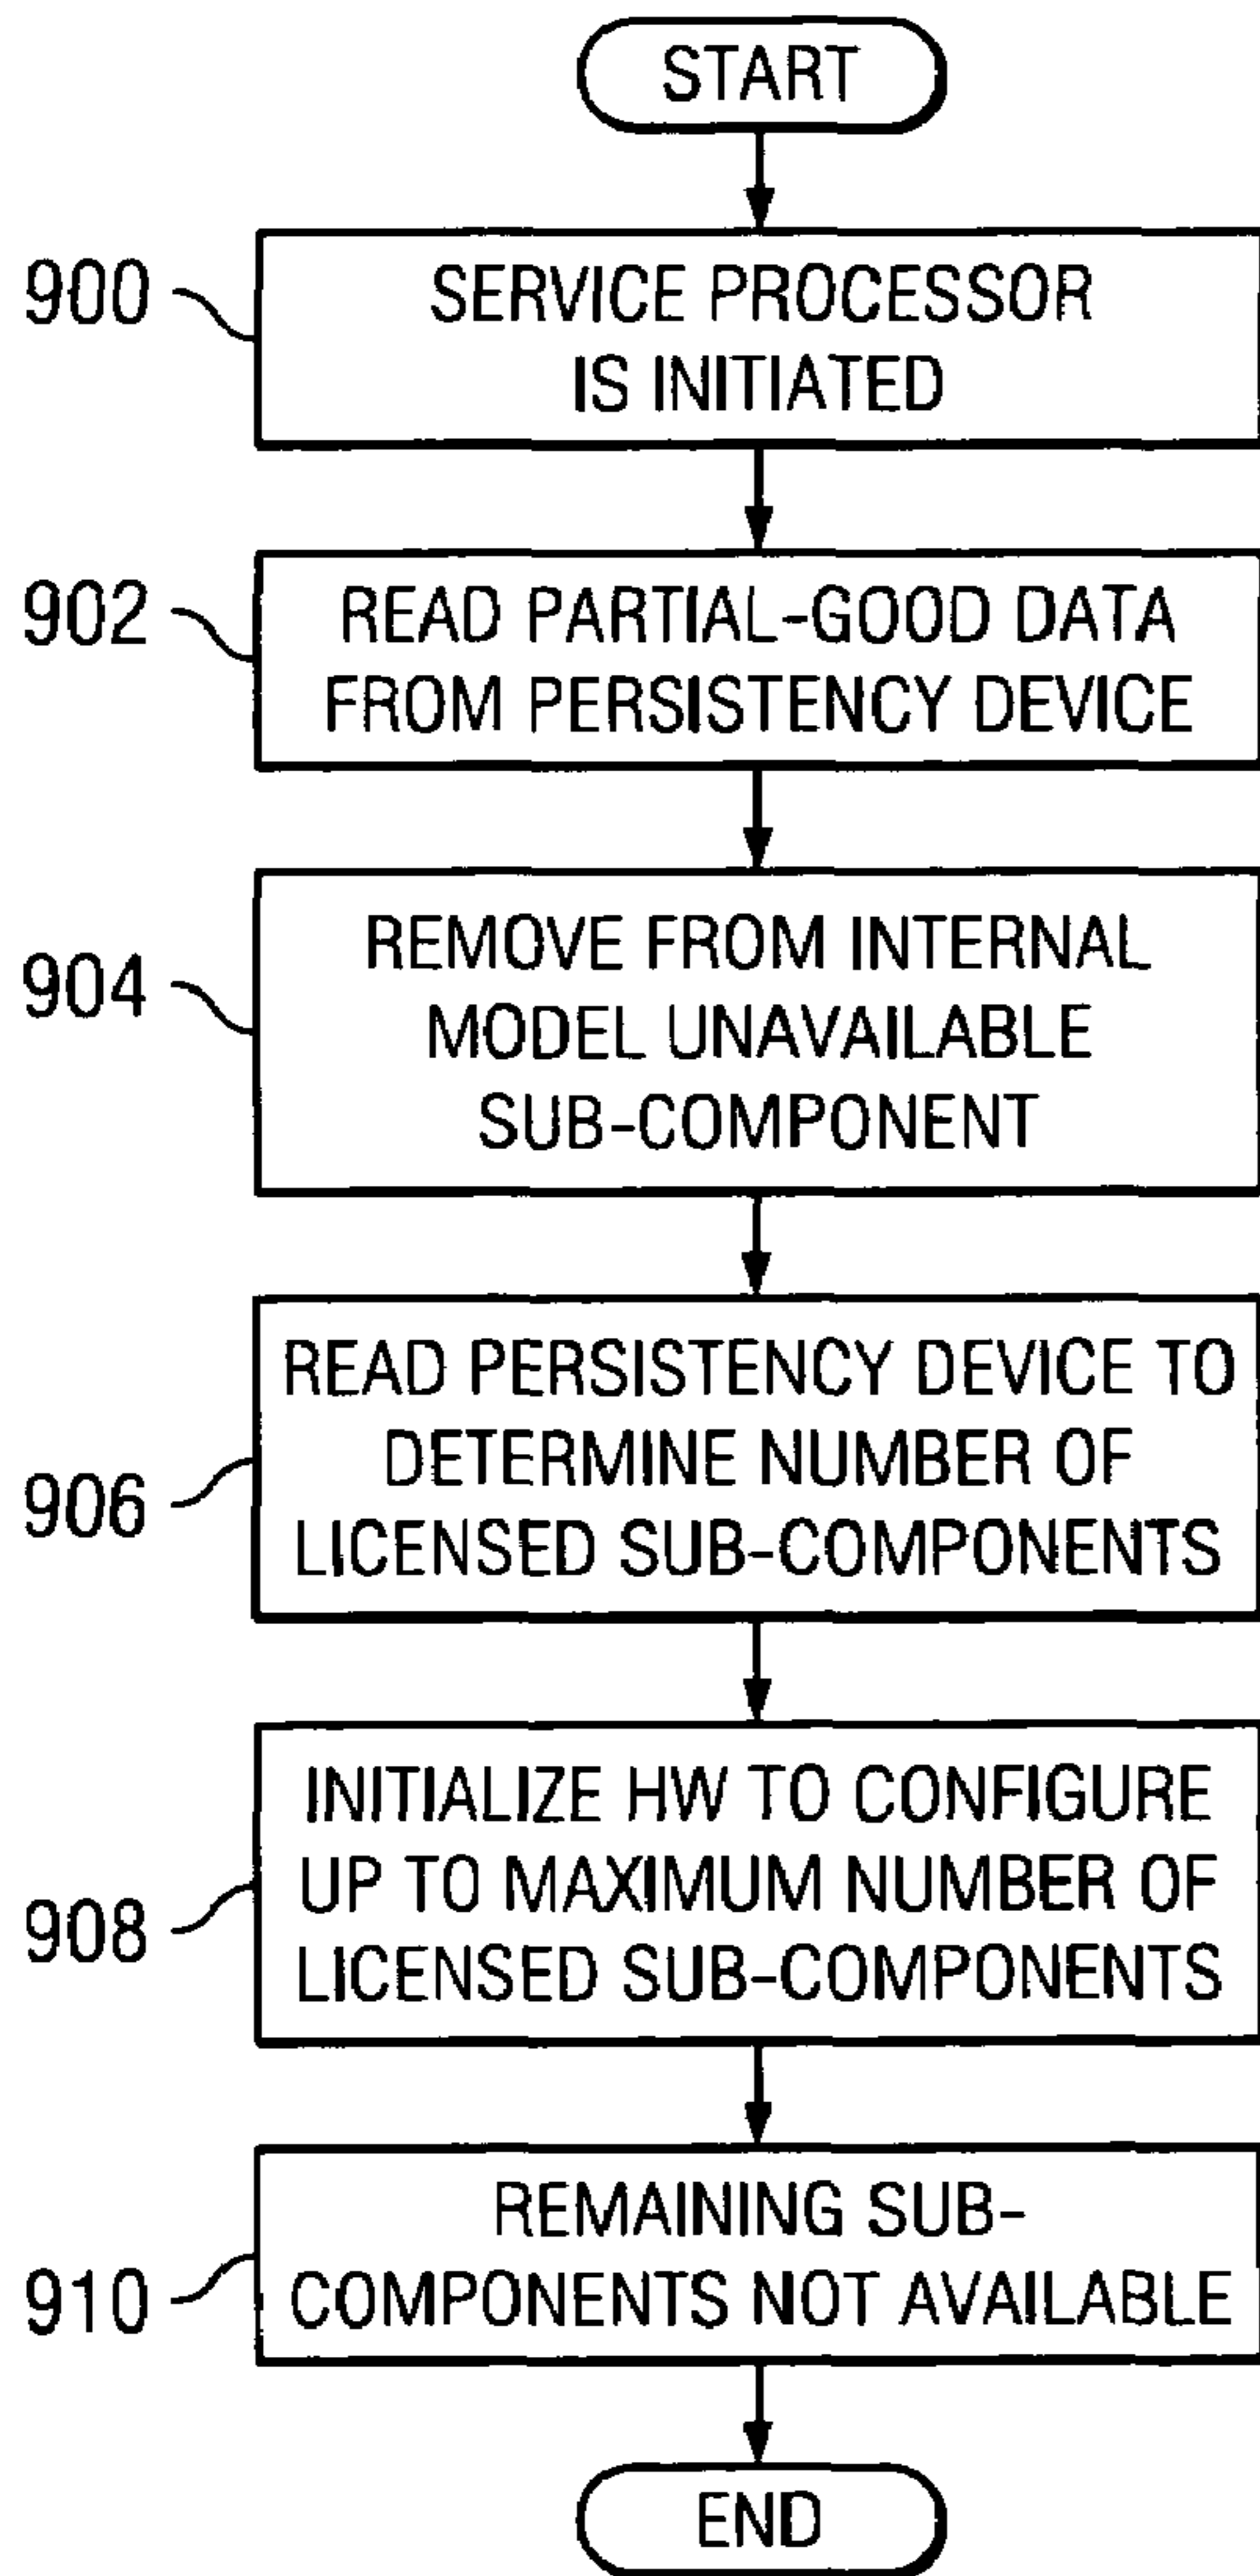 START
900
SERVICE PROCESSOR
IS INITIATED
902
READ PARTIAL-GOOD DATA
FROM PERSISTENCY DEVICE
904
REMOVE FROM INTERNAL
MODEL UNAVAILABLE
SUB-COMPONENT
906
READ PERSISTENCY DEVICE TO
DETERMINE NUMBER OF
LICENSED SUB-COMPONENTS
908
INITIALIZE HW TO CONFIGURE
UP TO MAXIMUM NUMBER OF
LICENSED SUB-COMPONENTS
910
REMAINING SUB-
COMPONENTS NOT AVAILABLE
END